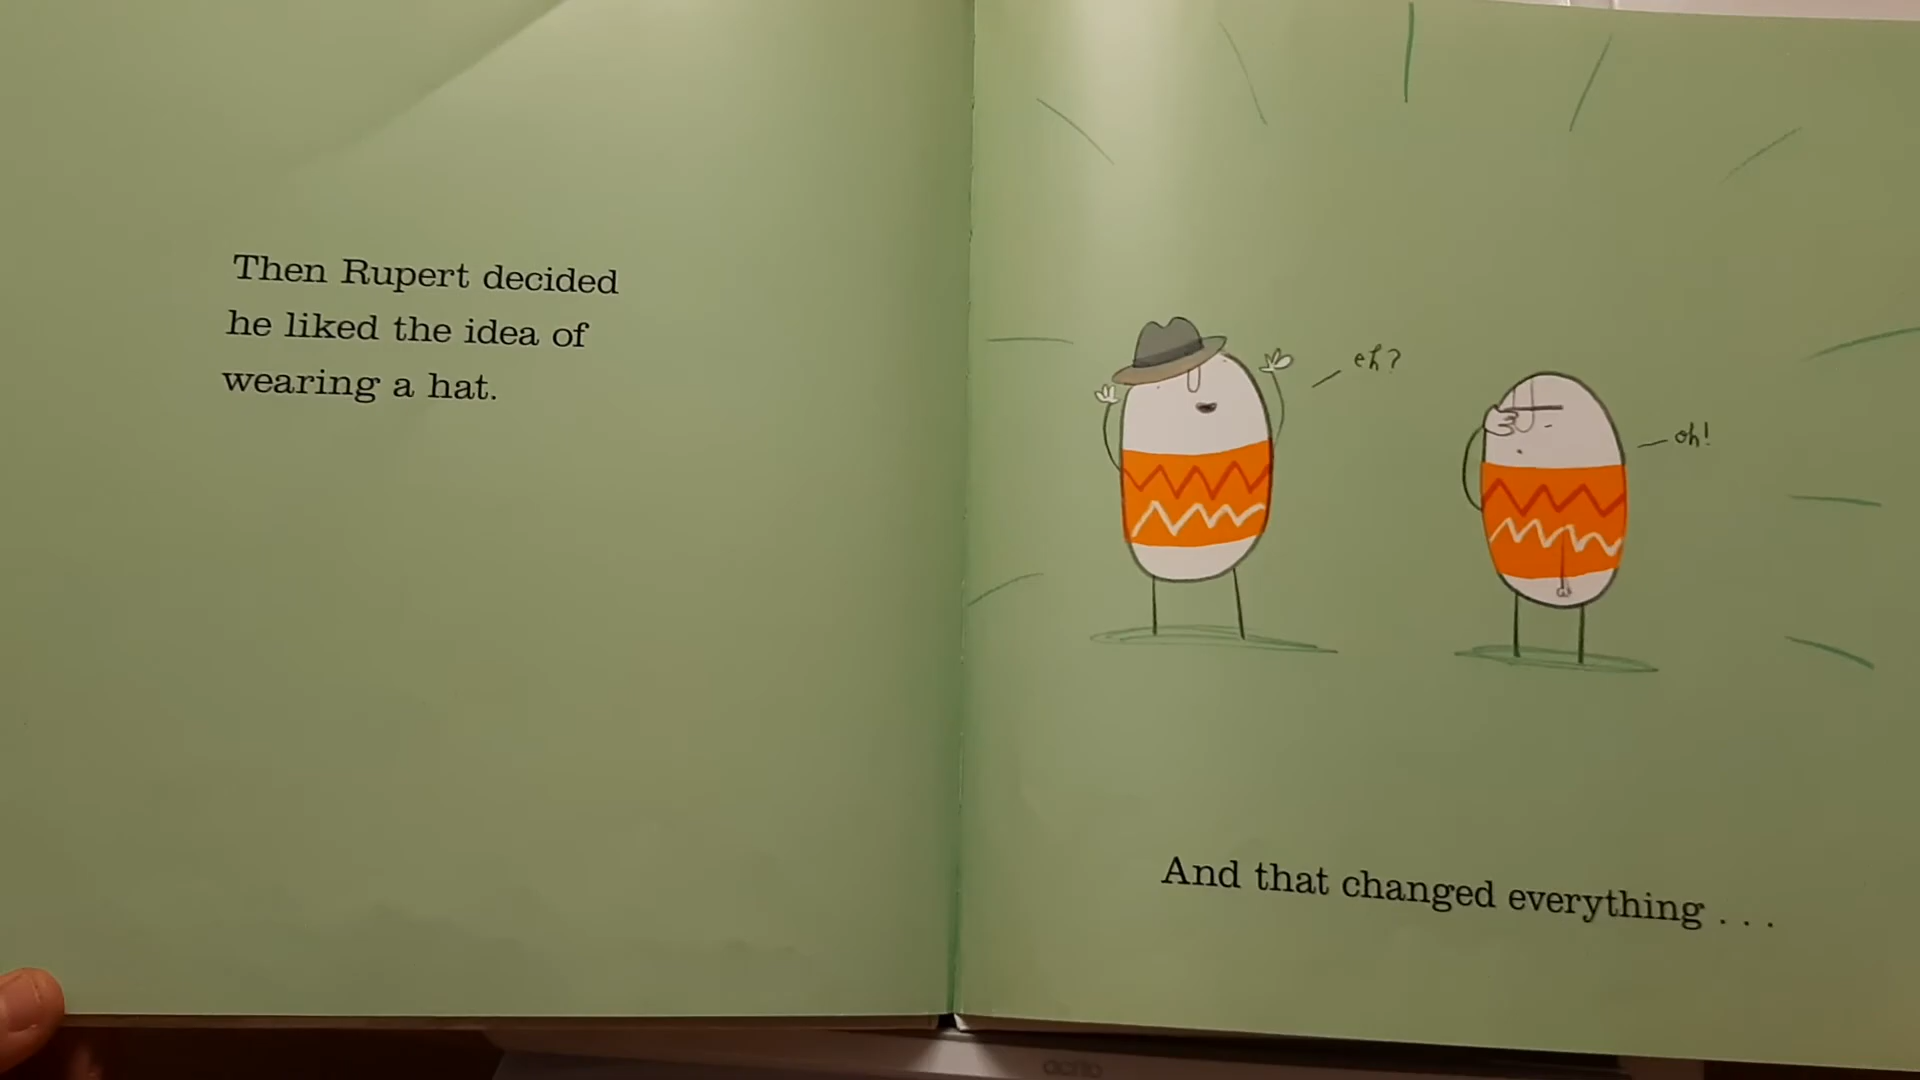 Then Rupert decided
he liked the idea of
wearing a hat.
eh?
oh!
And that changed everything . . .